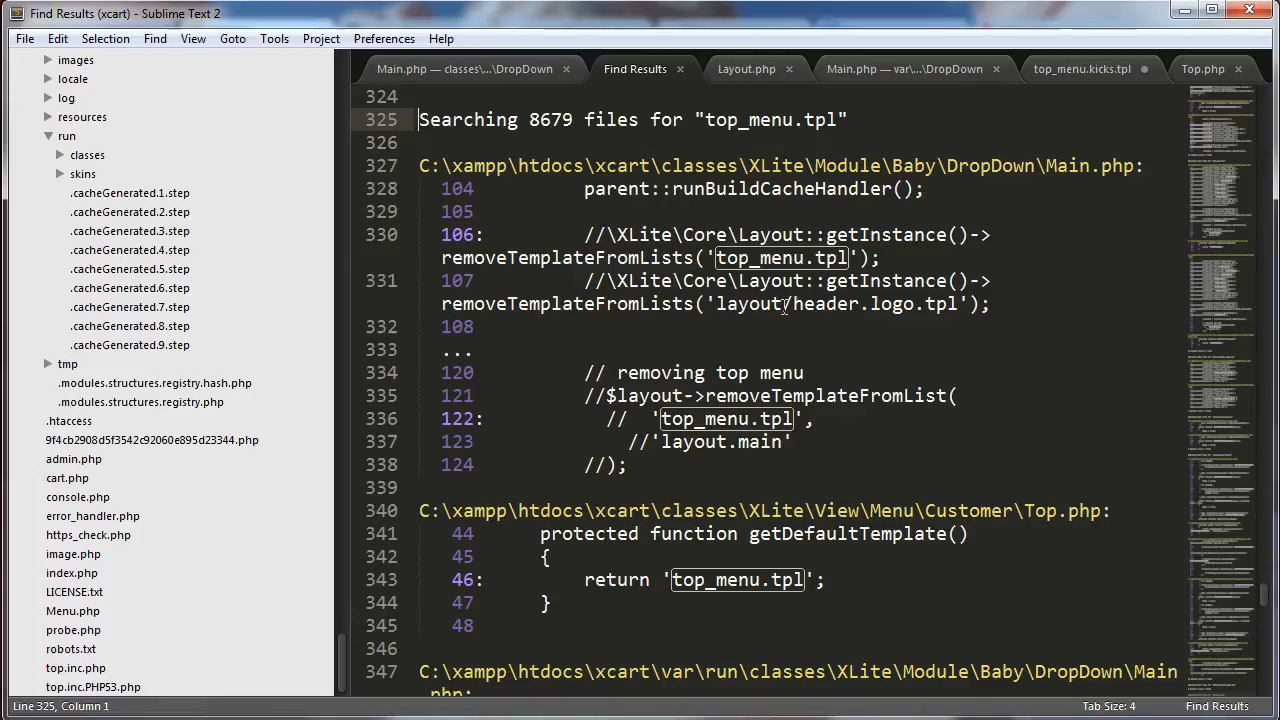 Find Results (xcart) - Sublime Text 2
File Edit Selection Find View Goto Tools Project Preferences Help
Main.php — classes\...\DropDown
Find Results
Layout.php
Main.php — var\...\DropDown
top_menu.kicks.tpl
Top.php
images
locale
log
resources
run
classes
skins
.cacheGenerated.1.step
.cacheGenerated.2.step
.cacheGenerated.3.step
.cacheGenerated.4.step
.cacheGenerated.5.step
.cacheGenerated.6.step
.cacheGenerated.7.step
.cacheGenerated.8.step
.cacheGenerated.9.step
tmp
.modules.structures.registry.hash.php
.modules.structures.registry.php
.htaccess
admin.php
cart.php
console.php
error_handler.php
https_check.php
image.php
index.php
LICENSE.txt
Menu.php
probe.php
robots.txt
top.inc.php
324
325 Searching 6679 files for "top_menu.tpl"
326
327 C:\xampp\htdocs\xcart\classes\XLite\Module\Baby\DropDown\Main.php:
328 104 parent::runBuildCacheHandler();
329 105
330 106: //\XLite\Core\Layout::getInstance()->
removeTemplateFromLists('top_menu.tpl');
331 107 //\XLite\Core\Layout::getInstance()->
removeTemplateFromLists('layout/header.logo.tpl');
332 108
333 ...
334 120 // removing top menu
335 121 //$layout->removeTemplateFromList(
336 122: // 'top_menu.tpl',
337 123 //'layout.main'
338 124 //);
339
340 C:\xampp\htdocs\xcart\classes\XLite\View\Menu\Customer\Top.php:
341 44 protected function getDefaultTemplate()
342 45 {
343 46: return 'top_menu.tpl';
344 47 }
345 48
346
347 C:\xampp\htdocs\xcart\var\run\classes\XLite\Module\Baby\DropDown\Main
.php:
Line 325, Column 1
Tab Size: 4
Find Results